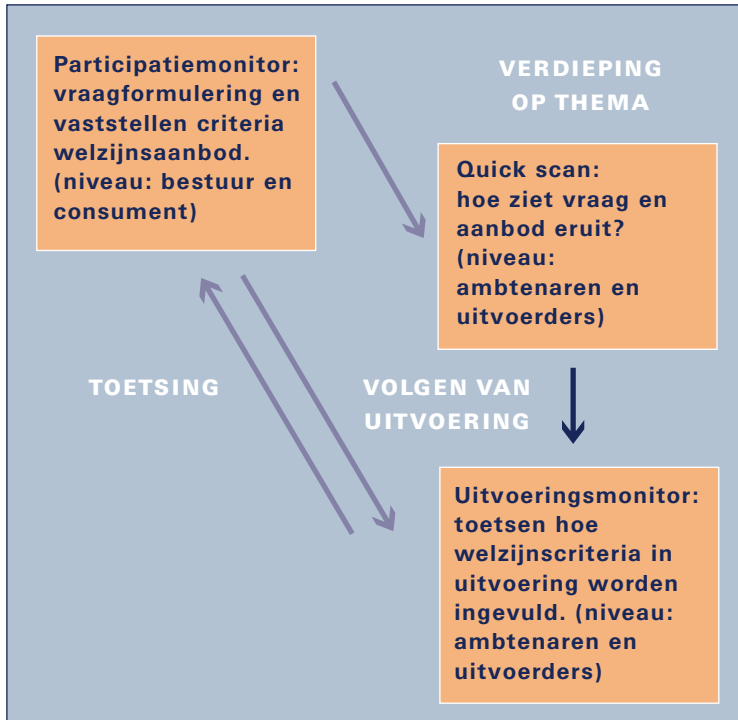 Participatiemonitor:
vraagformulering en
vaststellen criteria
welzijnsaanbod.
(niveau: bestuur en
consument)
VERDIEPING
OP THEMA
Quick scan:
hoe ziet vraag en
aanbod eruit?
(niveau:
ambtenaren en
uitvoerders)
TOETSING
VOLGEN VAN
UITVOERING
Uitvoeringsmonitor:
toetsen hoe
welzijnscriteria in
uitvoering worden
ingevuld. (niveau:
ambtenaren en
uitvoerders)